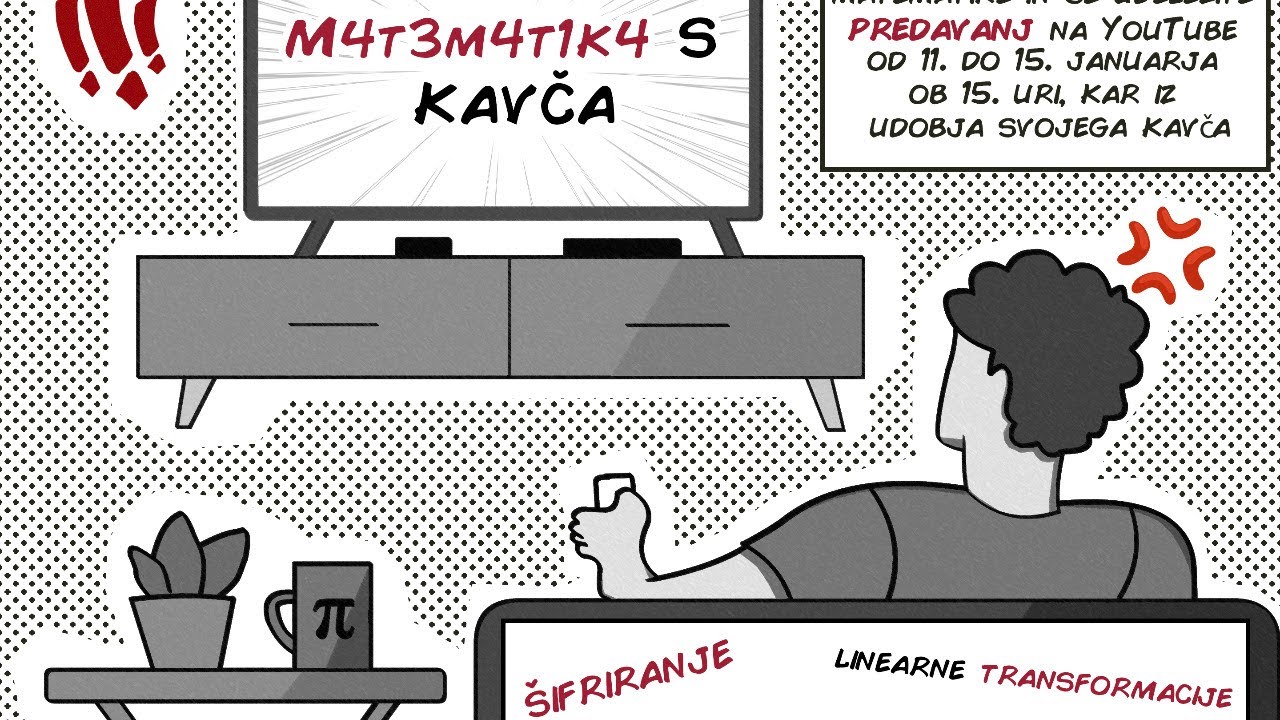 M4T3M4T1K4 S
KAVČA
PREDAVANJ NA YOUTUBE
OD 11. DO 15. JANUARJA
OB 15. URI, KAR IZ
UDOBJA SVOJEGA KAVČA
π
ŠIFRIRANJE
LINEARNE TRANSFORMACIJE